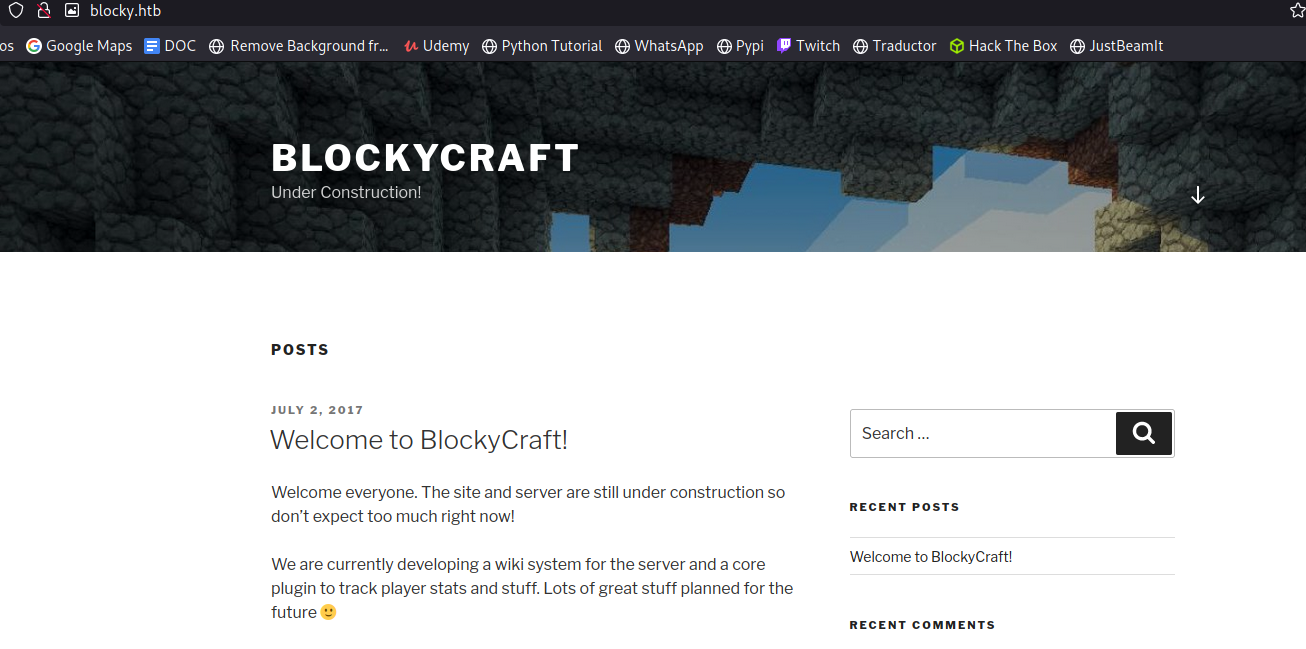 blocky.htb
os Google Maps DOC Remove Background fr... Udemy Python Tutorial WhatsApp Pypi Twitch Traductor Hack The Box JustBeamIt
BLOCKYCRAFT
Under Construction!
POSTS
JULY 2, 2017
Welcome to BlockyCraft!
Welcome everyone. The site and server are still under construction so
don’t expect too much right now!
We are currently developing a wiki system for the server and a core
plugin to track player stats and stuff. Lots of great stuff planned for the
future 🙂
Search …
RECENT POSTS
Welcome to BlockyCraft!
RECENT COMMENTS